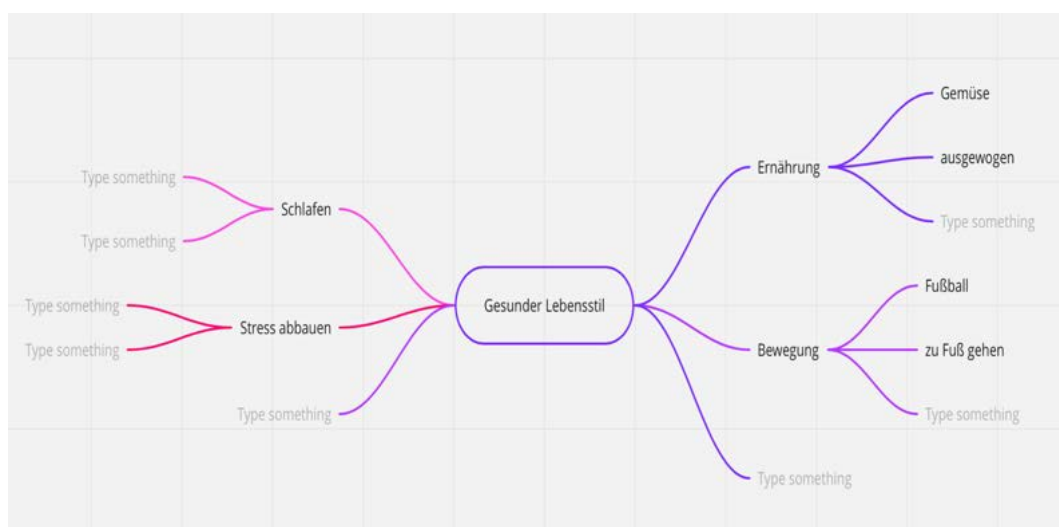 Gesunder Lebensstil
Schlafen
Type something
Type something
Stress abbauen
Type something
Type something
Type something
Ernährung
Gemüse
ausgewogen
Type something
Bewegung
Fußball
zu Fuß gehen
Type something
Type something